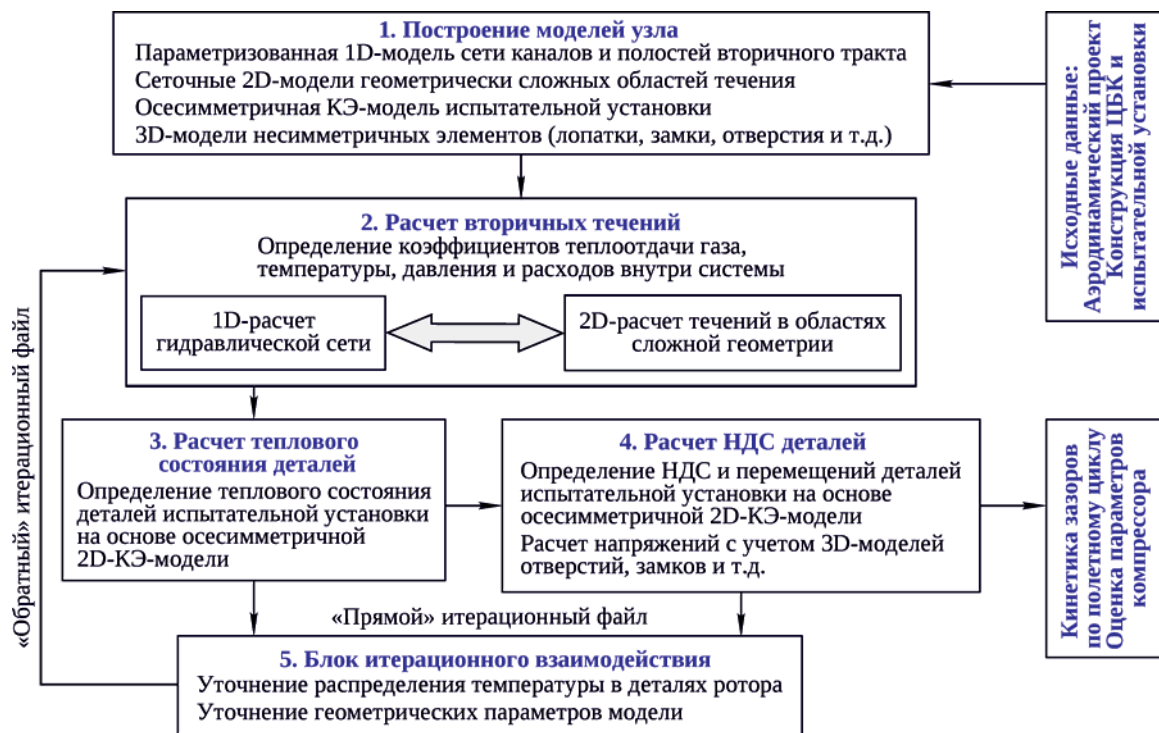 1. Построение моделей узла
Параметризованная 1D-модель сети каналов и полостей вторичного тракта
Сеточные 2D-модели геометрически сложных областей течения
Осесимметричная КЭ-модель испытательной установки
3D-модели несимметричных элементов (лопатки, замки, отверстия и т.д.)
Исходные данные:
Аэродинамический проект
Конструкция ЦБК и
испытательной установки
2. Расчет вторичных течений
Определение коэффициентов теплоотдачи газа,
температуры, давления и расходов внутри системы
1D-расчет
гидравлической сети
2D-расчет течений в областях
сложной геометрии
«Обратный» итерационный файл
3. Расчет теплового
состояния деталей
Определение теплового состояния
деталей испытательной установки
на основе осесимметричной
2D-КЭ-модели
4. Расчет НДС деталей
Определение НДС и перемещений деталей
испытательной установки на основе
осесимметричной 2D-КЭ-модели
Расчет напряжений с учетом 3D-моделей
отверстий, замков и т.д.
Кинетика зазоров
по полетному циклу
Оценка параметров
компрессора
«Прямой» итерационный файл
5. Блок итерационного взаимодействия
Уточнение распределения температуры в деталях ротора
Уточнение геометрических параметров модели